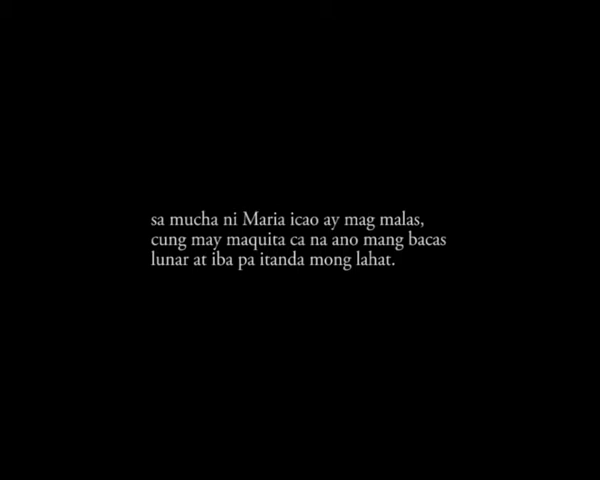 sa mucha ni Maria icao ay mag malas,
cung may maquita ca na ano mang bacas
lunar at iba pa itanda mong lahat.